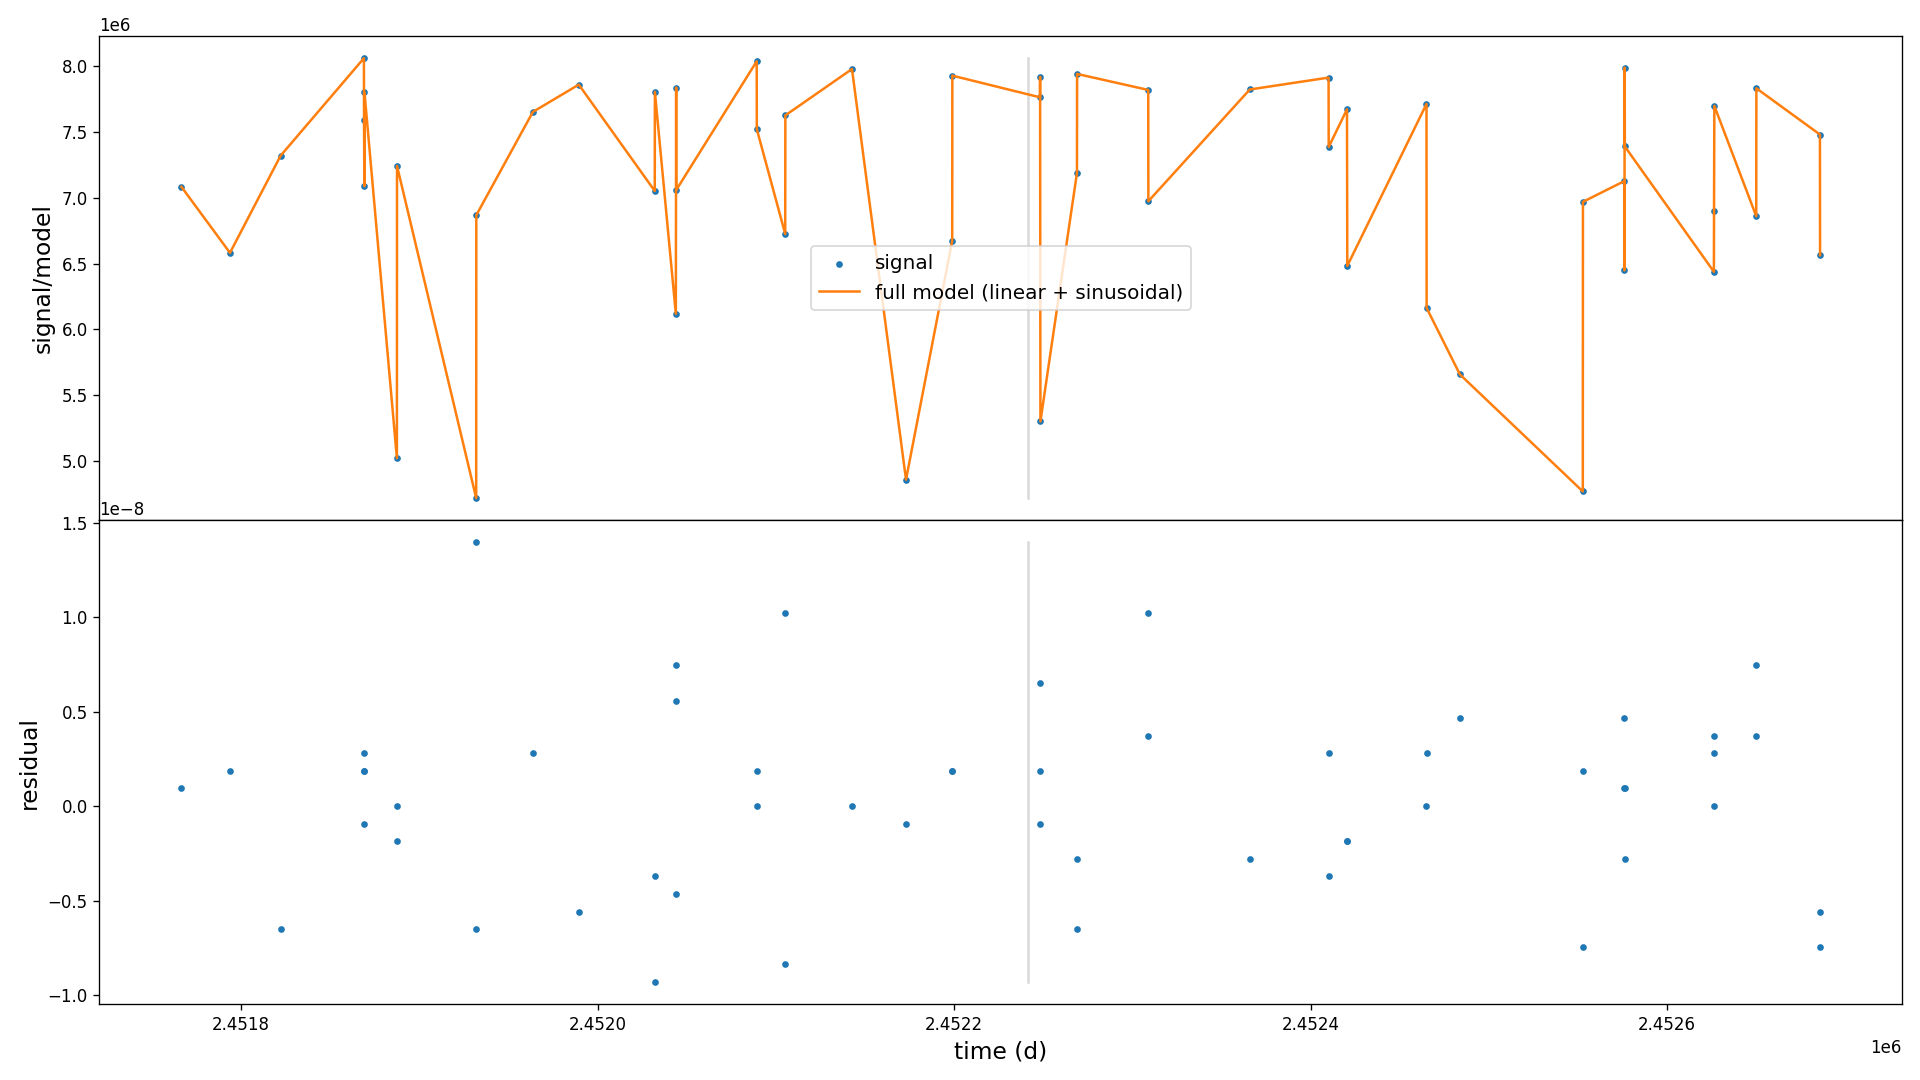 1e6
8.0
7.5
7.0
6.5
6.0
5.5
5.0
signal/model
signal
full model (linear + sinusoidal)
1e−8
1.5
1.0
0.5
0.0
−0.5
−1.0
residual
2.4518
2.4520
2.4522
2.4524
2.4526
1e6
time (d)